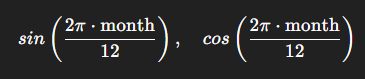 sin(2π · month / 12), cos(2π · month / 12)